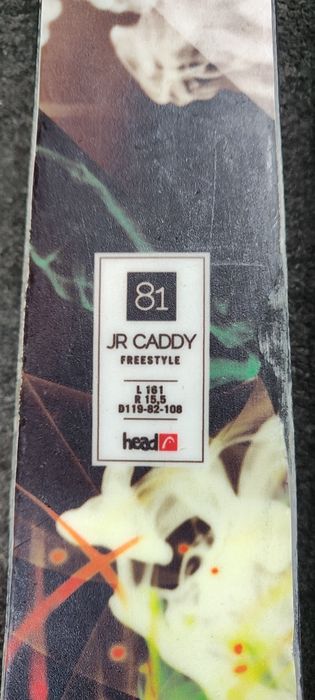 81
JR CADDY
FREESTYLE
L 161
R 15,5
D119-82-108
head